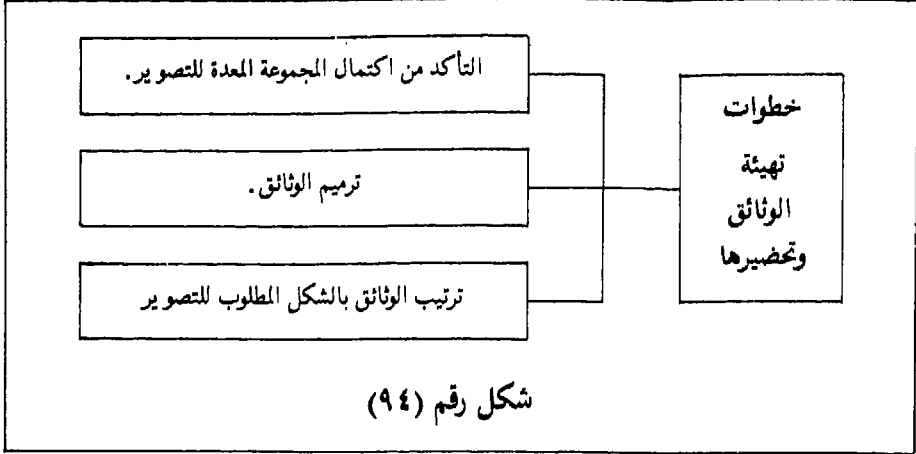 خطوات
تهيئة
الوثائق
وتحضيرها
التأكد من اكتمال المجموعة المعدة للتصوير.
ترميم الوثائق.
ترتيب الوثائق بالشكل المطلوب للتصوير
شكل رقم (٩٤)